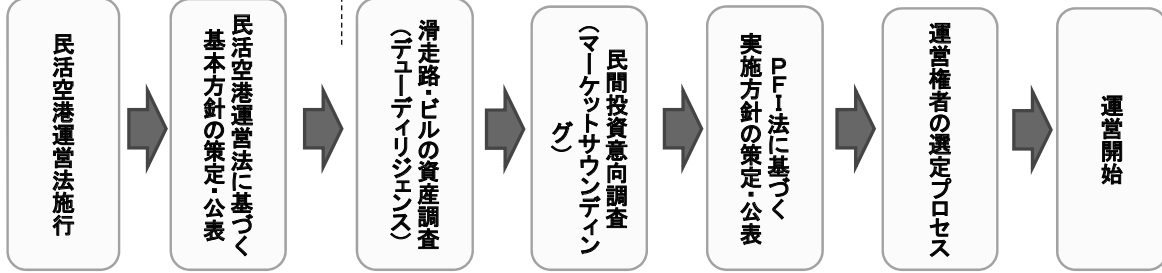 民活空港運営法施行
民活空港運営法に基づく
基本方針の策定・公表
滑走路・ビルの資産調査
（デューディリジェンス）
民間投資意向調査
（マーケットサウンディン
グ）
ＰＦＩ法に基づく
実施方針の策定・公表
運営権者の選定プロセス
運営開始